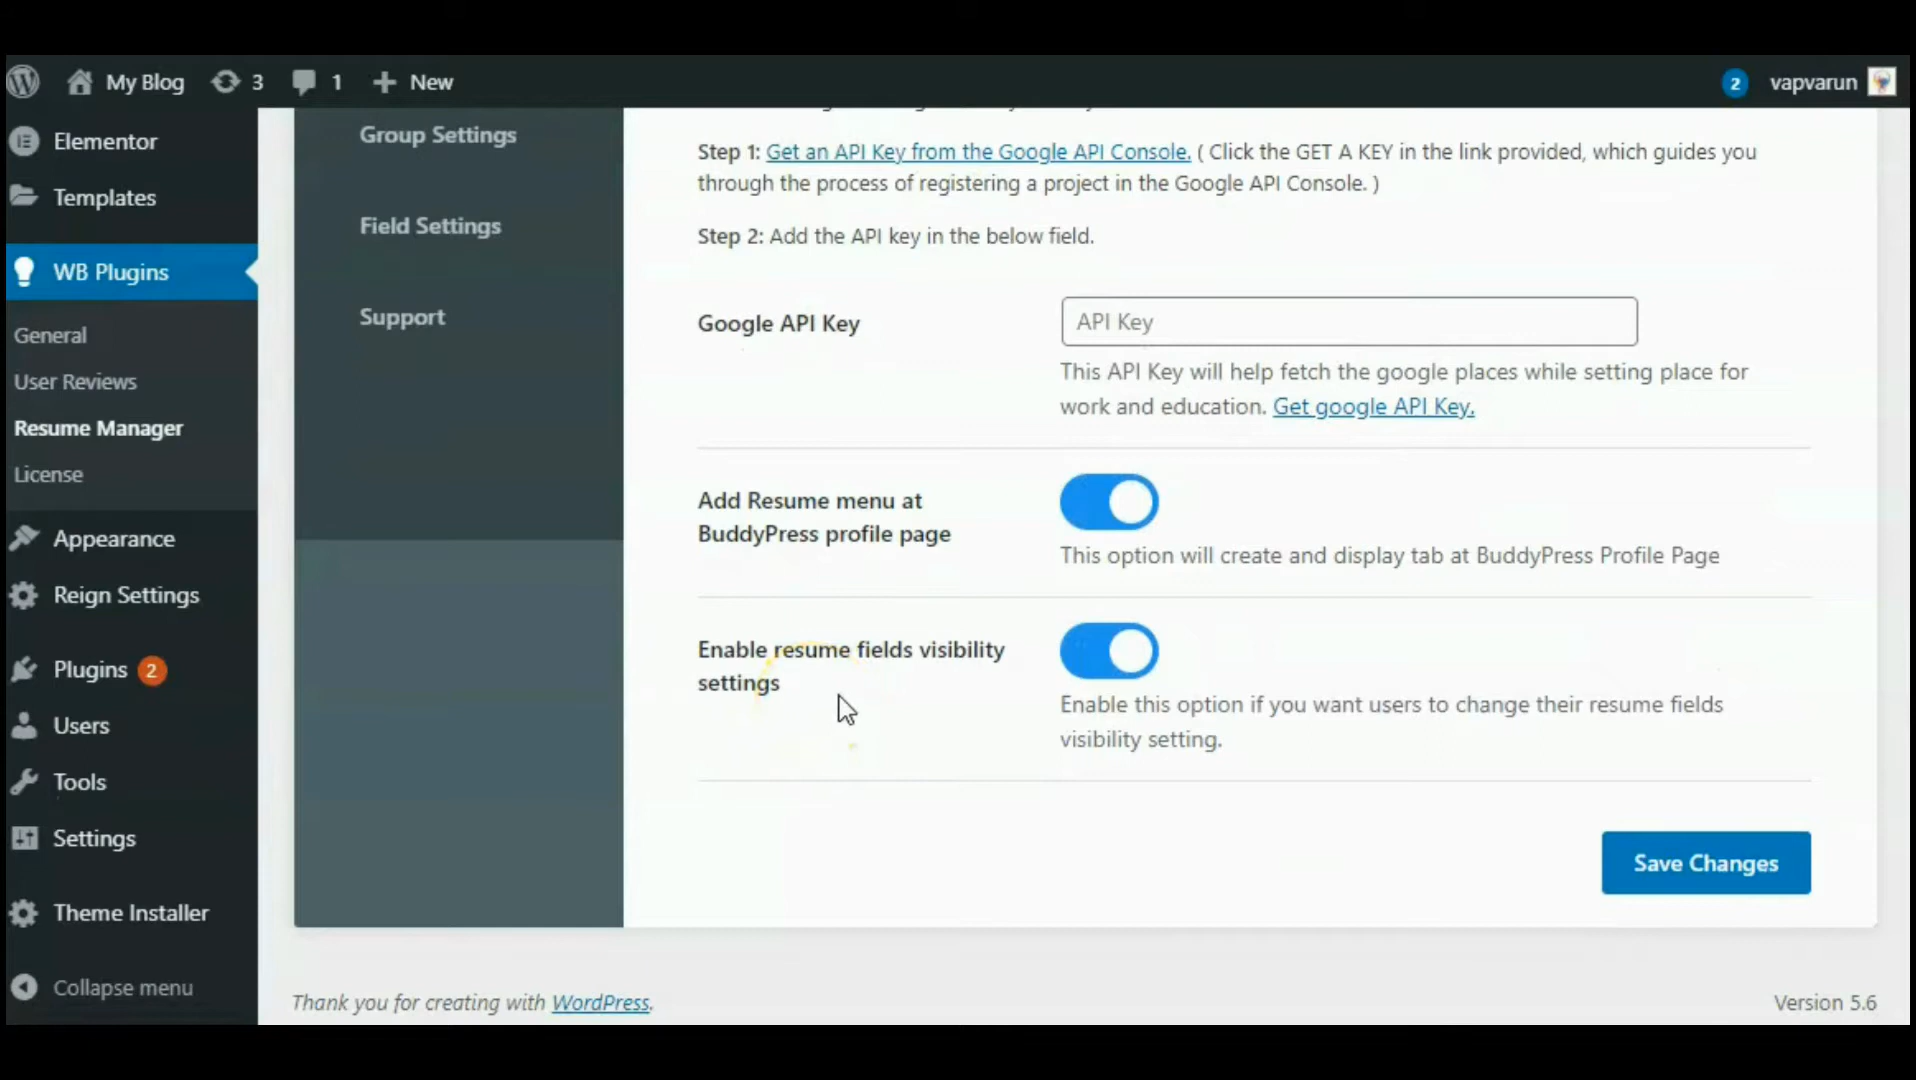 My Blog 3 1 New 2 vapvarun
Elementor
Templates
WB Plugins
General
User Reviews
Resume Manager
License
Appearance
Reign Settings
Plugins 2
Users
Tools
Settings
Theme Installer
Collapse menu
Group Settings
Field Settings
Support
Step 1: Get an API Key from the Google API Console. ( Click the GET A KEY in the link provided, which guides you
through the process of registering a project in the Google API Console. )
Step 2: Add the API key in the below field.
Google API Key
API Key
This API Key will help fetch the google places while setting place for
work and education. Get google API Key.
Add Resume menu at
BuddyPress profile page
This option will create and display tab at BuddyPress Profile Page
Enable resume fields visibility
settings
Enable this option if you want users to change their resume fields
visibility setting.
Save Changes
Thank you for creating with WordPress.
Version 5.6